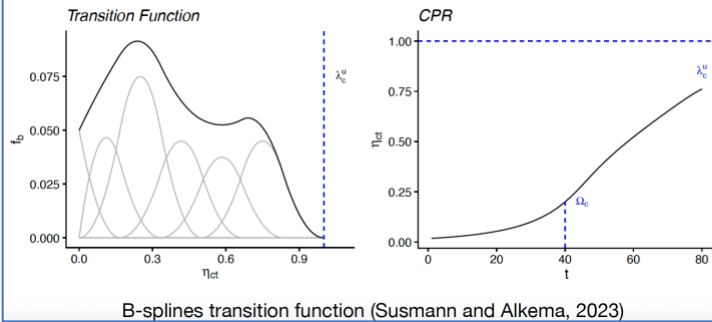 Transition Function
CPR
f_b
0.075
0.050
0.025
0.000
0.0 0.3 0.6 0.9
η_ct
λ_c^u
η_ct
1.00
0.75
0.50
0.25
0.00
0 20 40 60 80
t
λ_c^u
Ω_c
B-splines transition function (Susmann and Alkema, 2023)